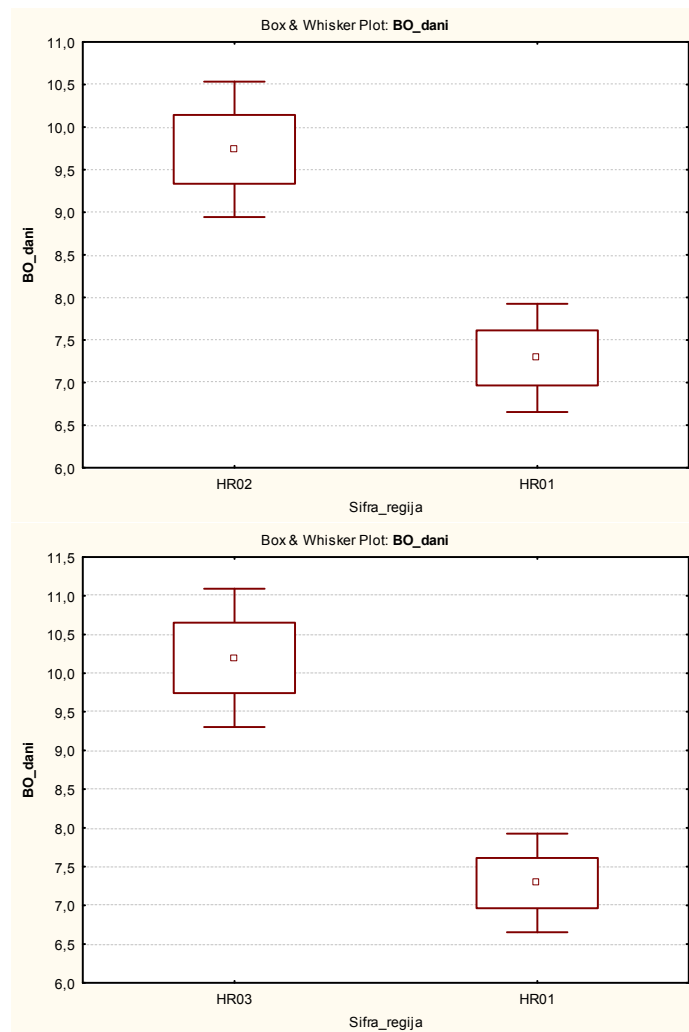 Box & Whisker Plot: BO_dani
11,0
10,5
10,0
9,5
9,0
8,5
8,0
7,5
7,0
6,5
6,0
BO_dani
HR02 HR01
Sifra_regija
Box & Whisker Plot: BO_dani
11,5
11,0
10,5
10,0
9,5
9,0
8,5
8,0
7,5
7,0
6,5
6,0
BO_dani
HR03 HR01
Sifra_regija